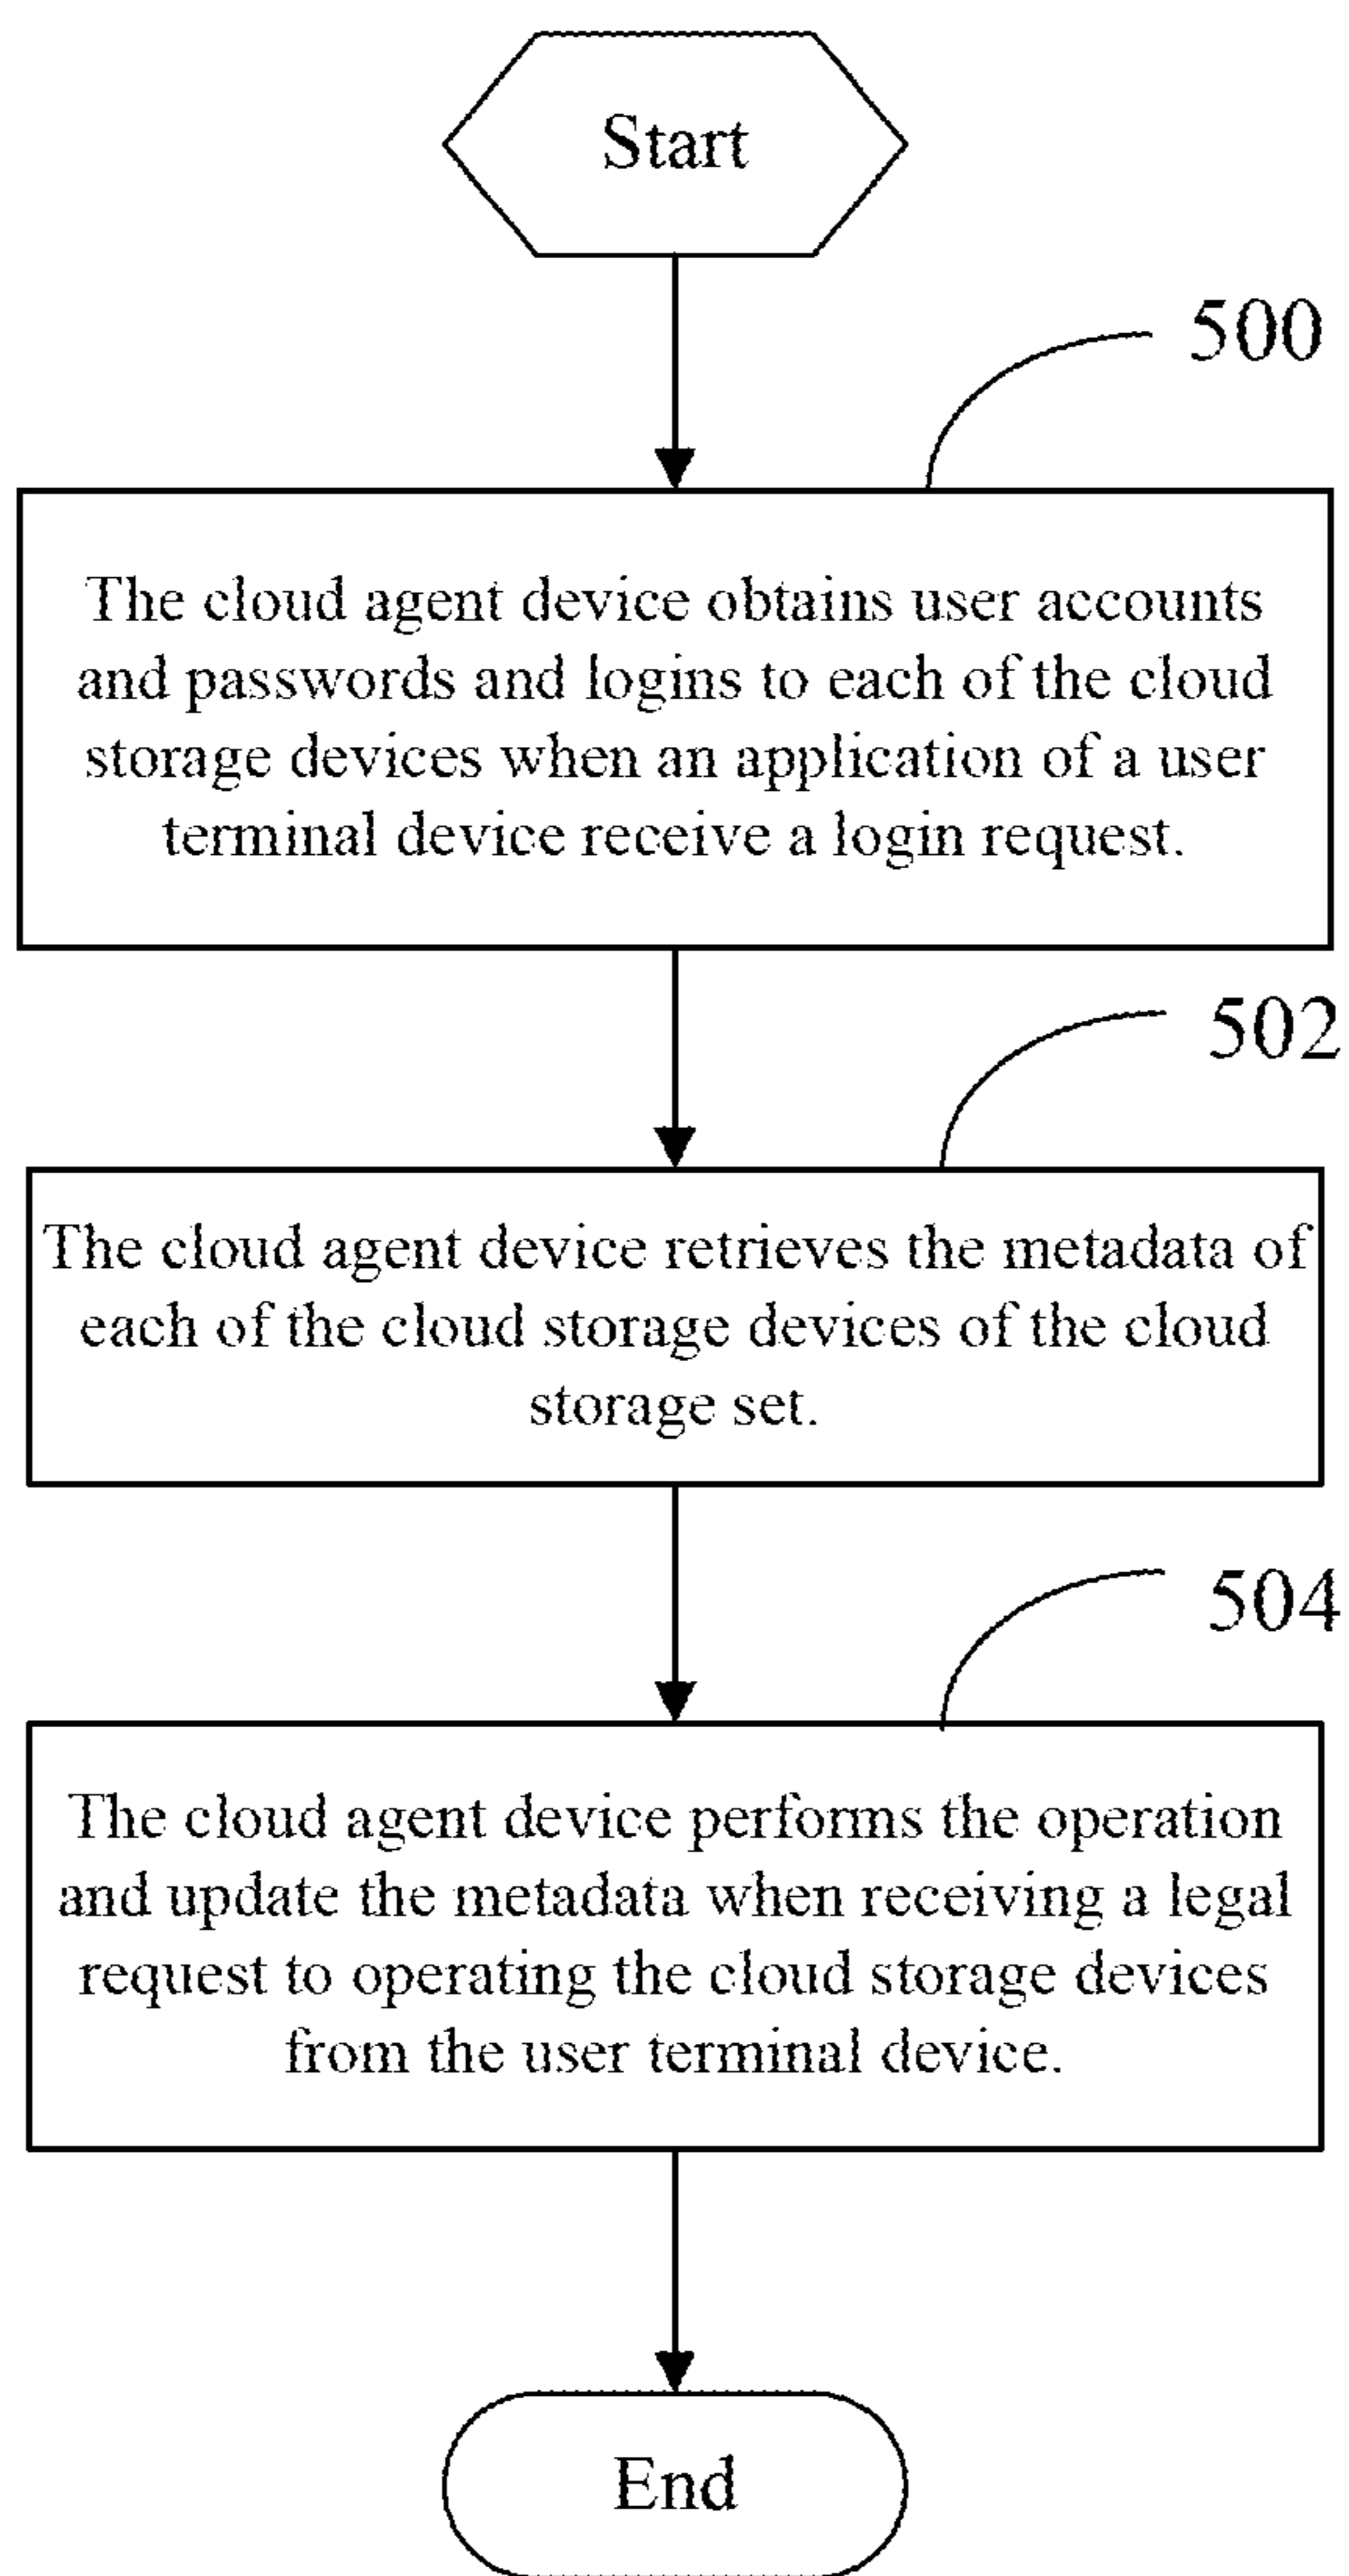 Start
500
The cloud agent device obtains user accounts
and passwords and logins to each of the cloud
storage devices when an application of a user
terminal device receive a login request.
502
The cloud agent device retrieves the metadata of
each of the cloud storage devices of the cloud
storage set.
504
The cloud agent device performs the operation
and update the metadata when receiving a legal
request to operating the cloud storage devices
from the user terminal device.
End